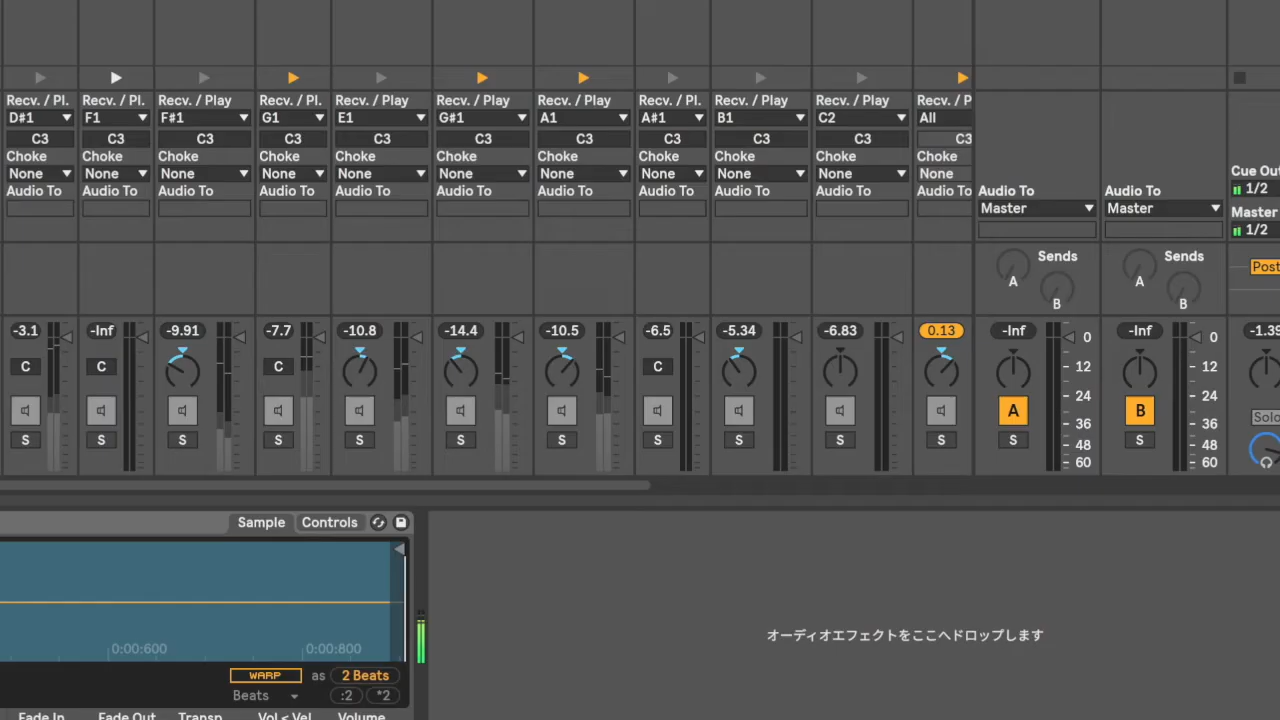 Recv. / Pl. Recv. / Pl. Recv. / Play Recv. / Pl. Recv. / Play Recv. / Play Recv. / Play Recv. / Pl. Recv. / Play Recv. / Play Recv. / P
D#1 F1 F#1 G1 E1 G#1 A1 A#1 B1 C2 All
C3 C3 C3 C3 C3 C3 C3 C3 C3 C3 C3
Choke Choke Choke Choke Choke Choke Choke Choke Choke Choke Choke
None None None None None None None None None None None
Cue Out
Audio To Audio To Audio To Audio To Audio To Audio To Audio To Audio To Audio To Audio To Audio To Audio To Audio To 1/2
Master Master Master
1/2
Sends Sends
Post
A A
B B
-3.1 -Inf -9.91 -7.7 -10.8 -14.4 -10.5 -6.5 -5.34 -6.83 0.13 -Inf 0 -Inf 0 -1.39
C C C C 12 12
24 24
A B
36 36 Solo
S S S S S S S S S S S S S
48 48
60 60
Sample Controls
0:00:600 0:00:800
オーディオエフェクトをここへドロップします
WARP as 2 Beats
Beats :2 *2
Fade In Fade Out Transp. Vol < Vel Volume